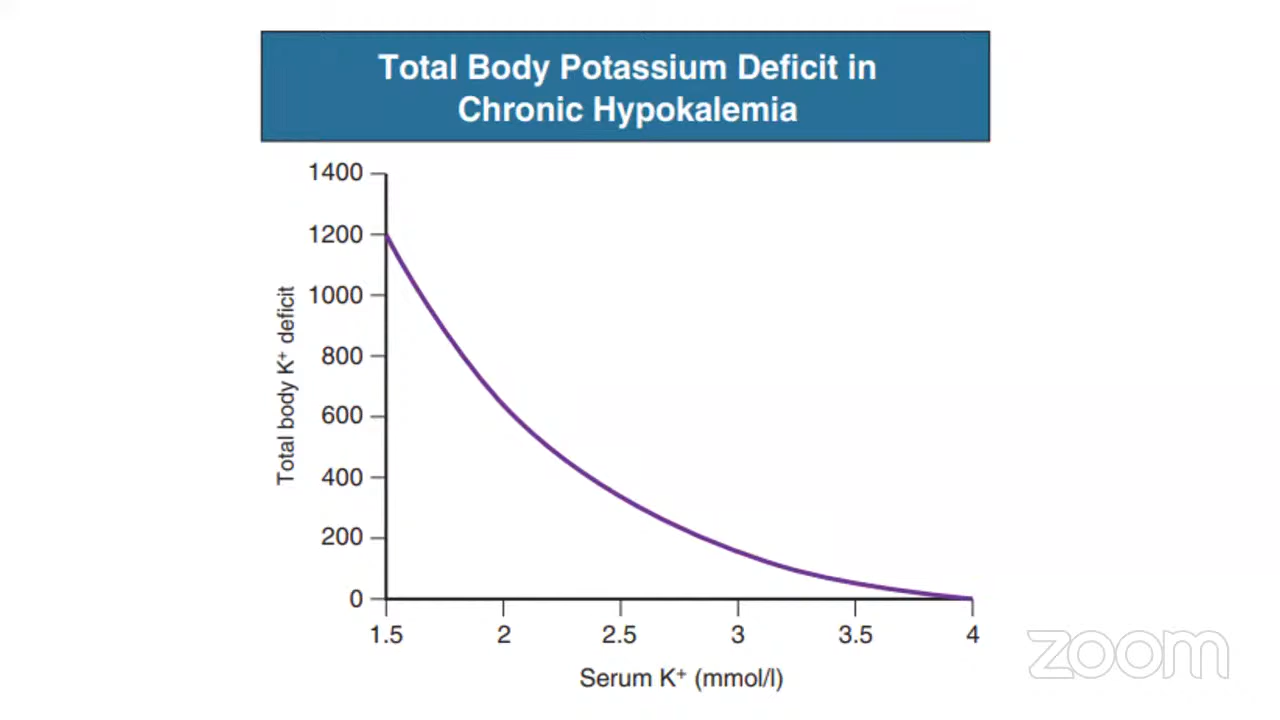 Total Body Potassium Deficit in
Chronic Hypokalemia
1400
1200
1000
800
600
400
200
0
Total body K⁺ deficit
1.5 2 2.5 3 3.5 4
Serum K⁺ (mmol/l)
zoom